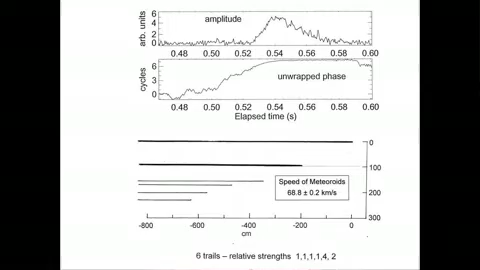 amplitude
arb. units
6
4
2
0
0.48 0.50 0.52 0.54 0.56 0.58 0.60
unwrapped phase
cycles
6
3
0
0.48 0.50 0.52 0.54 0.56 0.58 0.60
Elapsed time (s)
0
100
200
300
Speed of Meteoroids
68.8 ± 0.2 km/s
-800 -600 -400 -200 0
cm
6 trails – relative strengths 1,1,1,1,4, 2